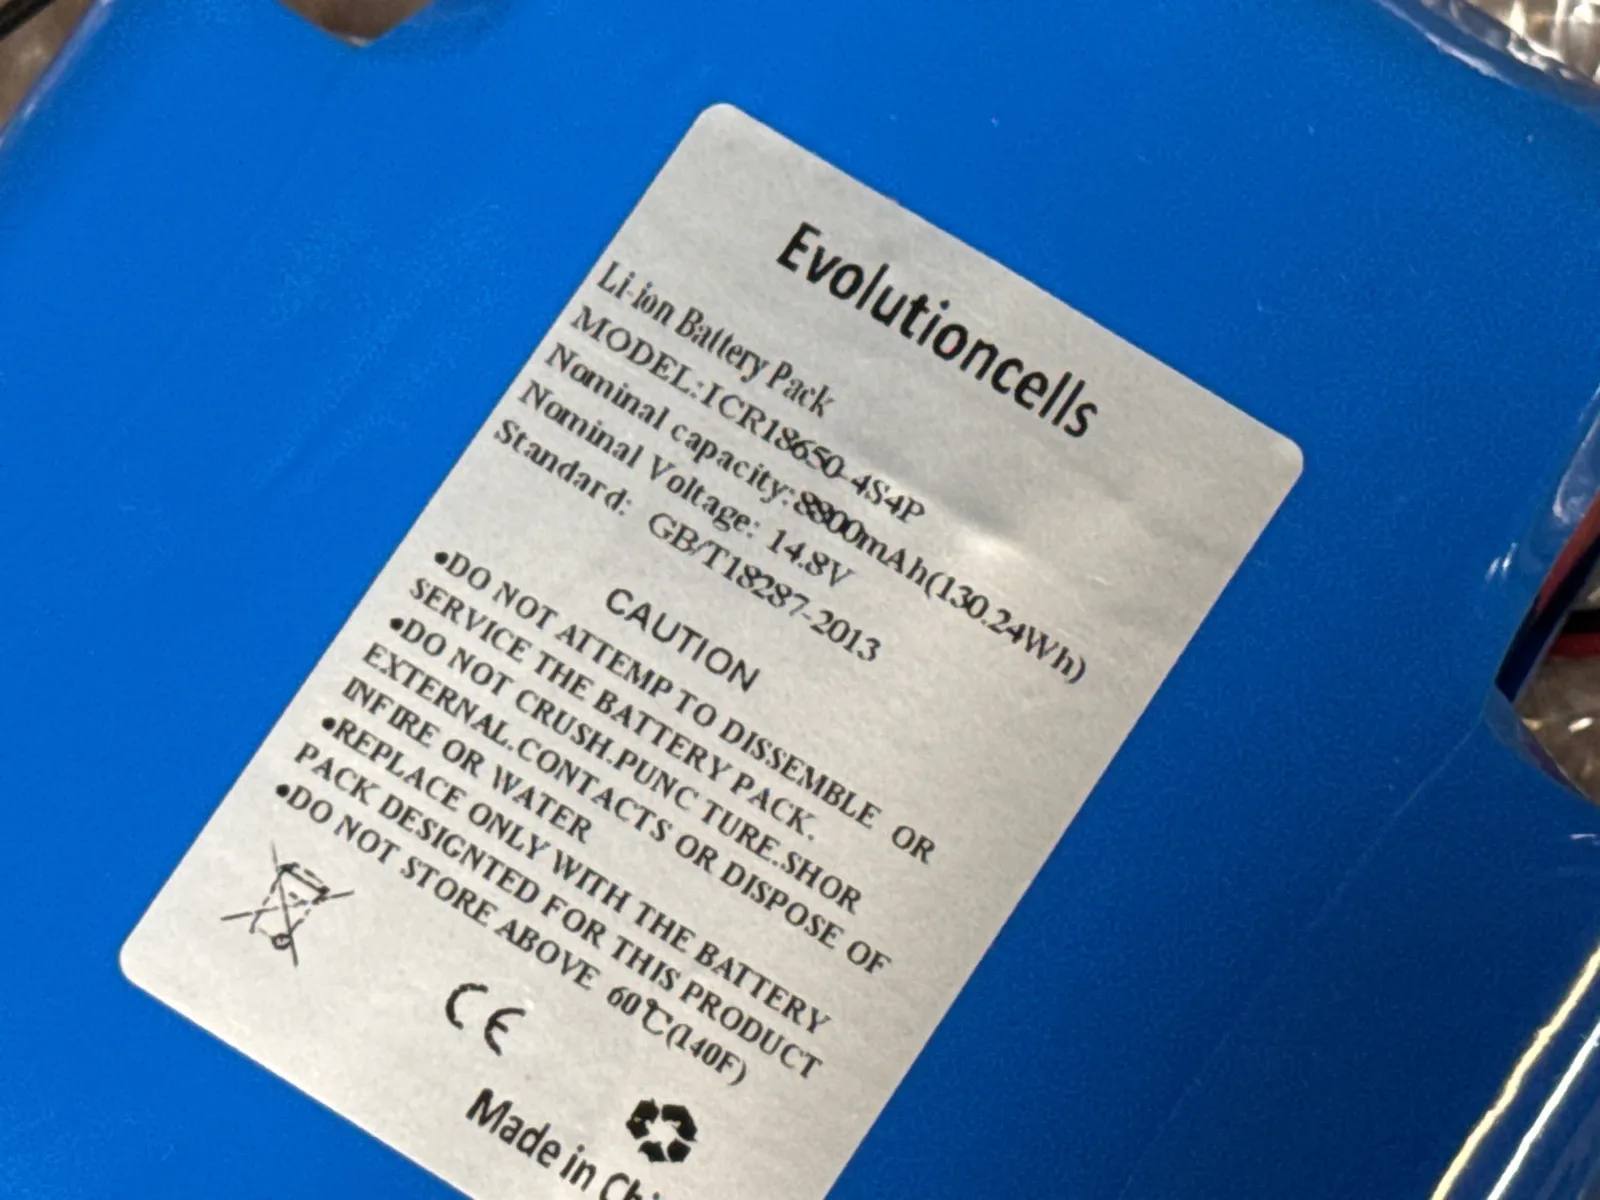 Evolutioncells
Li-ion Battery Pack
MODEL:ICR18650-4S4P
Nominal capacity:8800mAh(130.24Wh)
Nominal Voltage: 14.8V
Standard: GB/T18287-2013
CAUTION
•DO NOT ATTEMP TO DISSEMBLE OR
SERVICE THE BATTERY PACK.
•DO NOT CRUSH.PUNC TURE.SHOR
EXTERNAL.CONTACTS OR DISPOSE OF
INFIRE OR WATER
•REPLACE ONLY WITH THE BATTERY
PACK DESIGNTED FOR THIS PRODUCT
•DO NOT STORE ABOVE 60℃(140F)
CE
Made in Chi